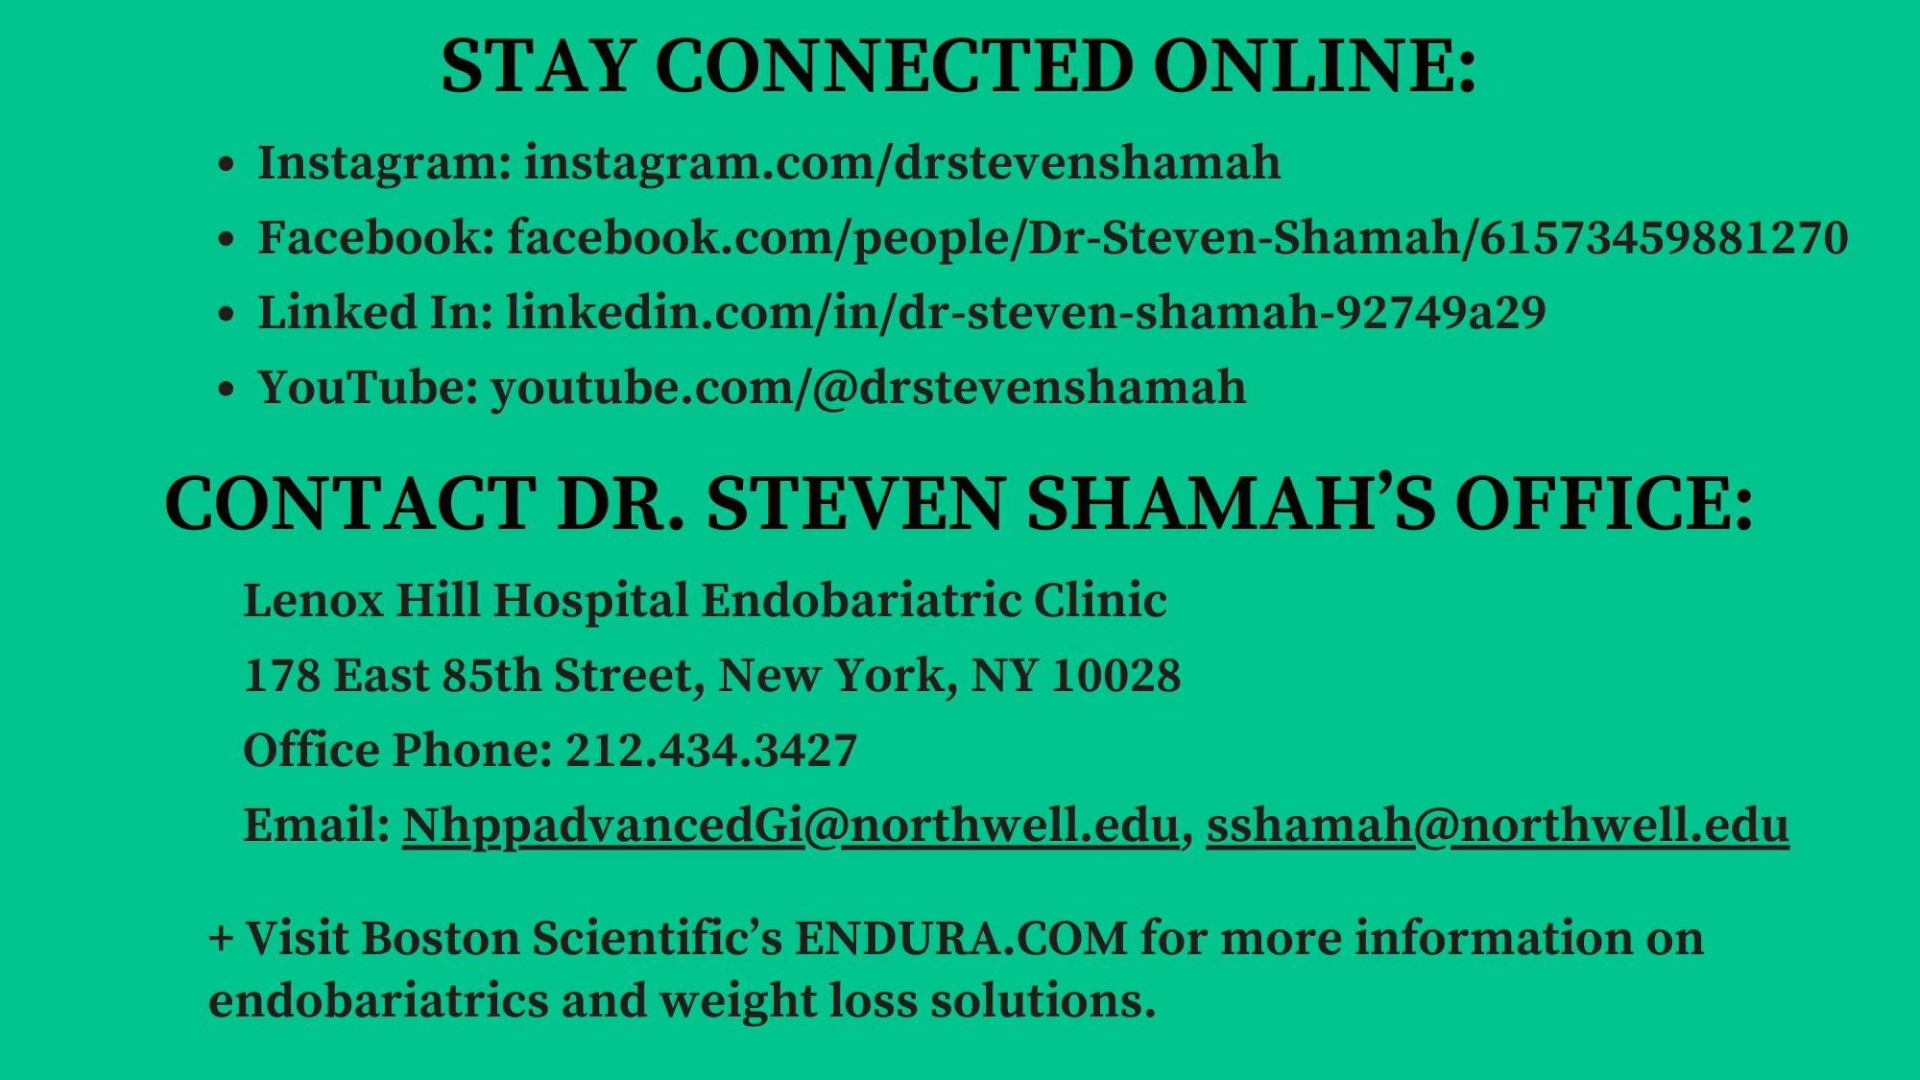 STAY CONNECTED ONLINE:
• Instagram: instagram.com/drstevenshamah
• Facebook: facebook.com/people/Dr-Steven-Shamah/61573459881270
• Linked In: linkedin.com/in/dr-steven-shamah-92749a29
• YouTube: youtube.com/@drstevenshamah
CONTACT DR. STEVEN SHAMAH’S OFFICE:
Lenox Hill Hospital Endobariatric Clinic
178 East 85th Street, New York, NY 10028
Office Phone: 212.434.3427
Email: NhppadvancedGi@northwell.edu, sshamah@northwell.edu
+ Visit Boston Scientific’s ENDURA.COM for more information on
endobariatrics and weight loss solutions.